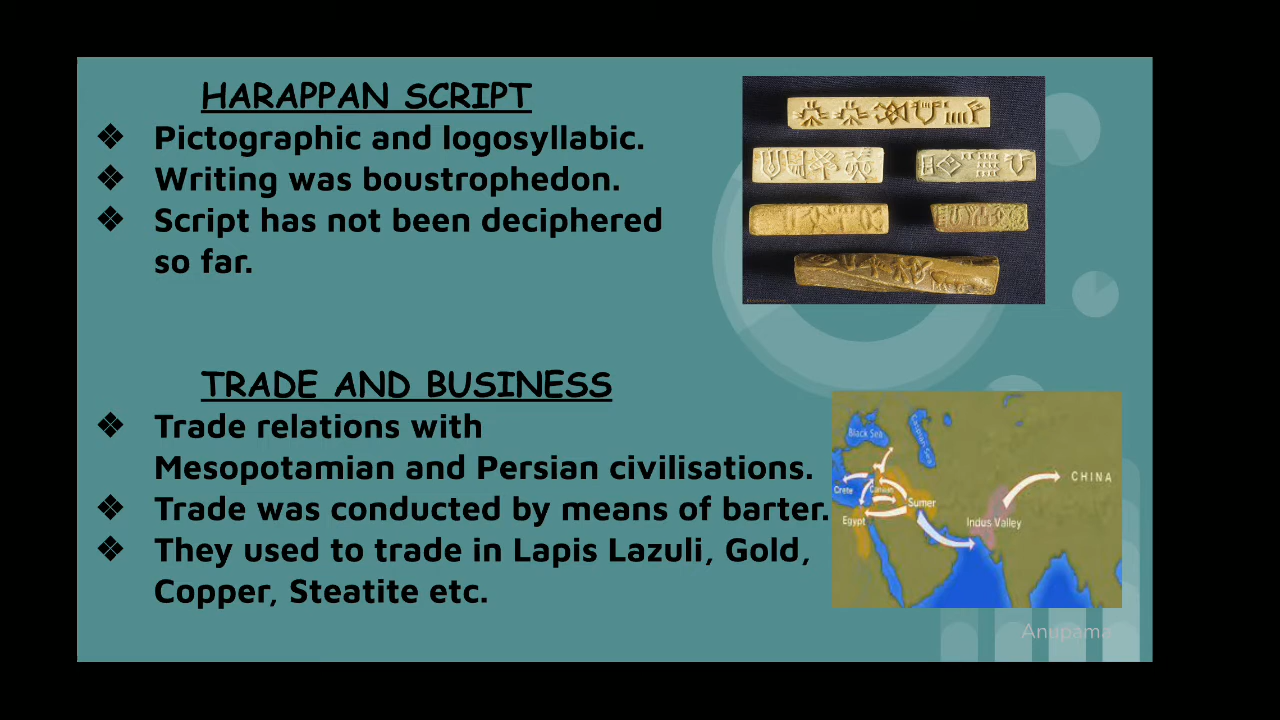 HARAPPAN SCRIPT
❖ Pictographic and logosyllabic.
❖ Writing was boustrophedon.
❖ Script has not been deciphered
so far.
TRADE AND BUSINESS
❖ Trade relations with
Mesopotamian and Persian civilisations.
❖ Trade was conducted by means of barter.
❖ They used to trade in Lapis Lazuli, Gold,
Copper, Steatite etc.
Black Sea
Caspian Sea
CHINA
Crete
Canaan
Sumer
Egypt
Indus Valley
Anupama